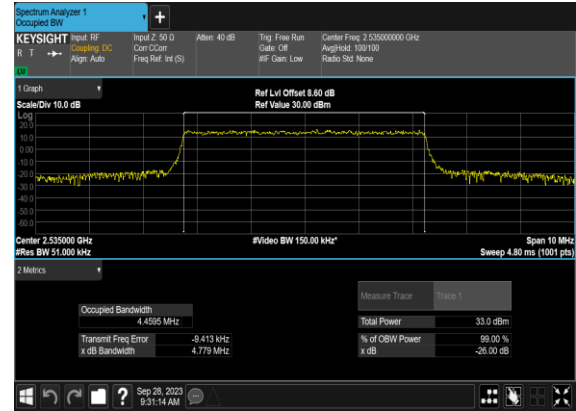 Spectrum Analyzer 1
Occupied BW
+
KEYSIGHT Input: RF Input Z: 50 Ω Atten: 40 dB Trig: Free Run Center Freq: 2.535000000 GHz
R T Coupling: DC Corr CCorr Gate: Off Avg|Hold: 100/100
Align: Auto Freq Ref: Int (S) #IF Gain: Low Radio Std: None
1 Graph
Ref Lvl Offset 8.60 dB
Scale/Div 10.0 dB Ref Value 30.00 dBm
Log
20.0
10.0
0.00
-10.0
-20.0
-30.0
-40.0
-50.0
-60.0
Center 2.535000 GHz #Video BW 150.00 kHz* Span 10 MHz
#Res BW 51.000 kHz Sweep 4.80 ms (1001 pts)
2 Metrics
Measure Trace Trace 1
Occupied Bandwidth
4.4595 MHz Total Power 33.0 dBm
Transmit Freq Error -9.413 kHz % of OBW Power 99.00 %
x dB Bandwidth 4.779 MHz x dB -26.00 dB
? Sep 28, 2023
9:31:14 AM